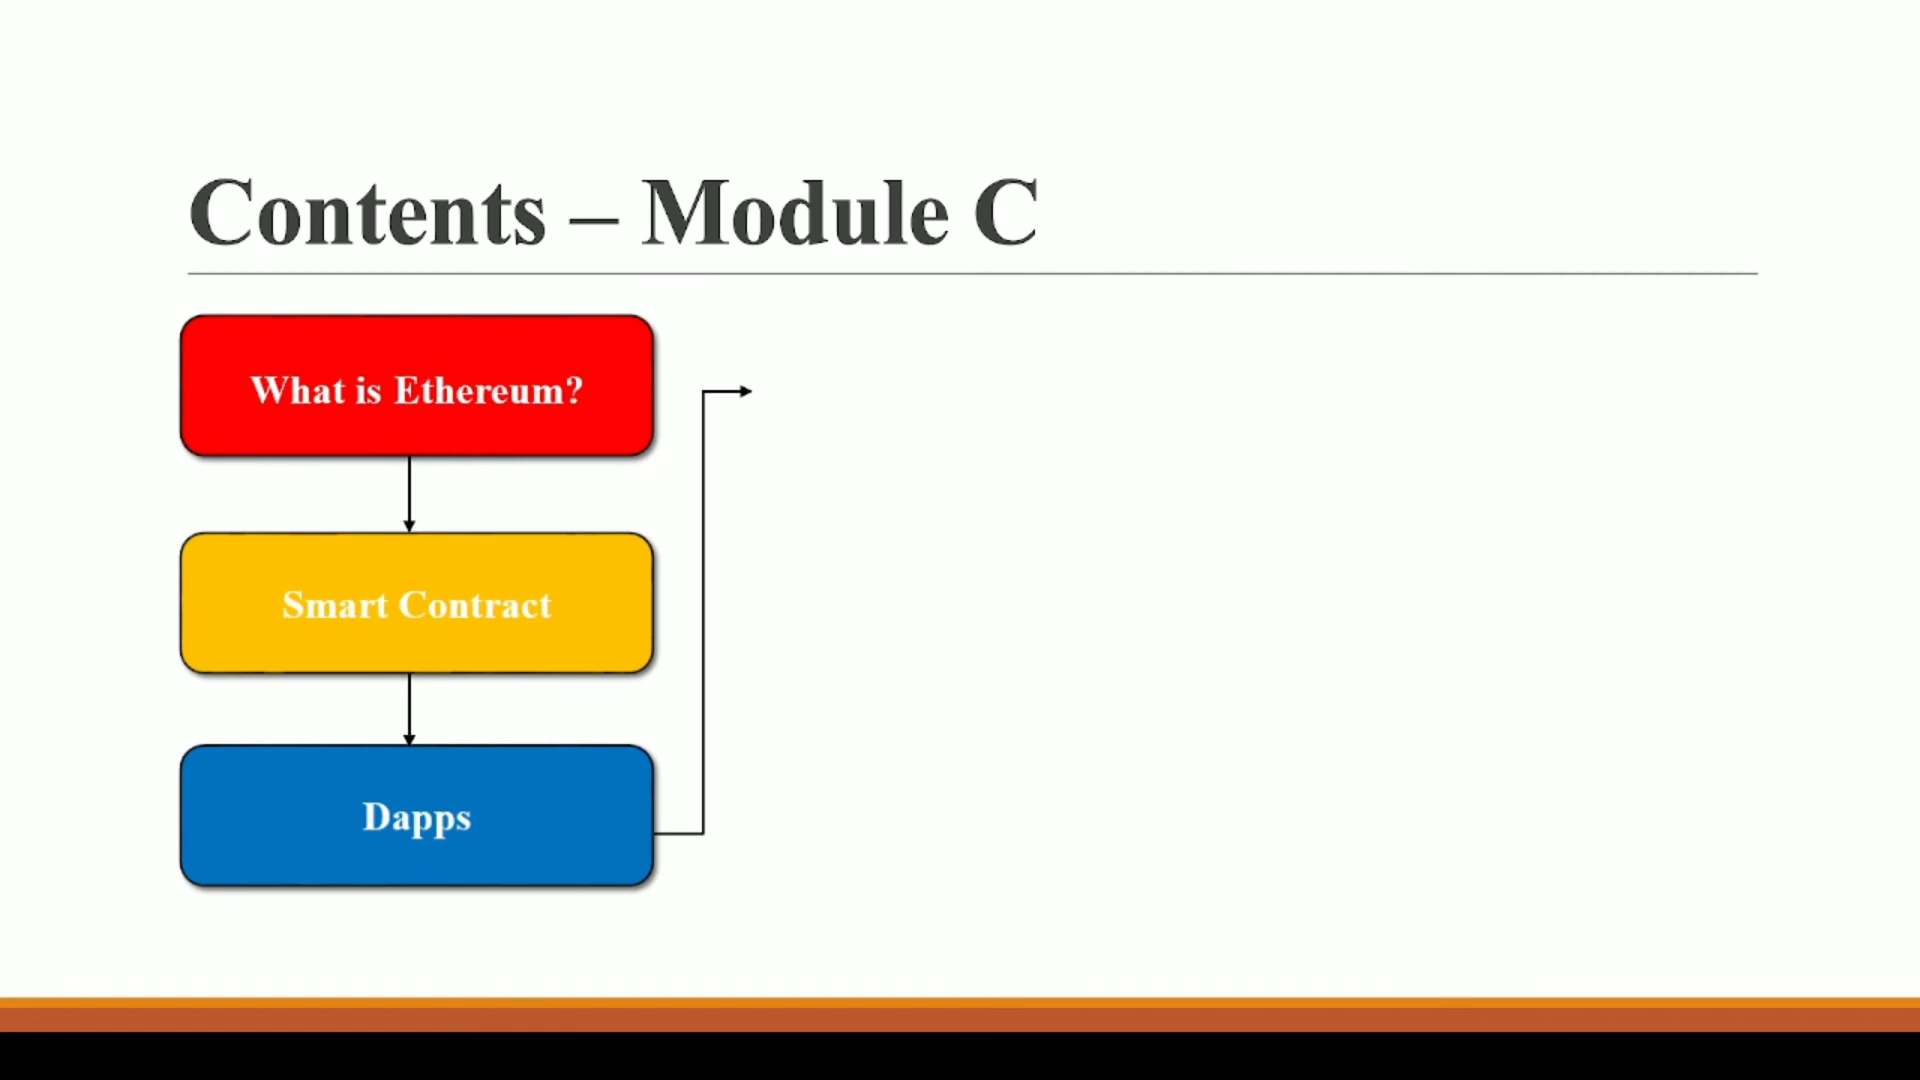 Contents – Module C
What is Ethereum?
Smart Contract
Dapps